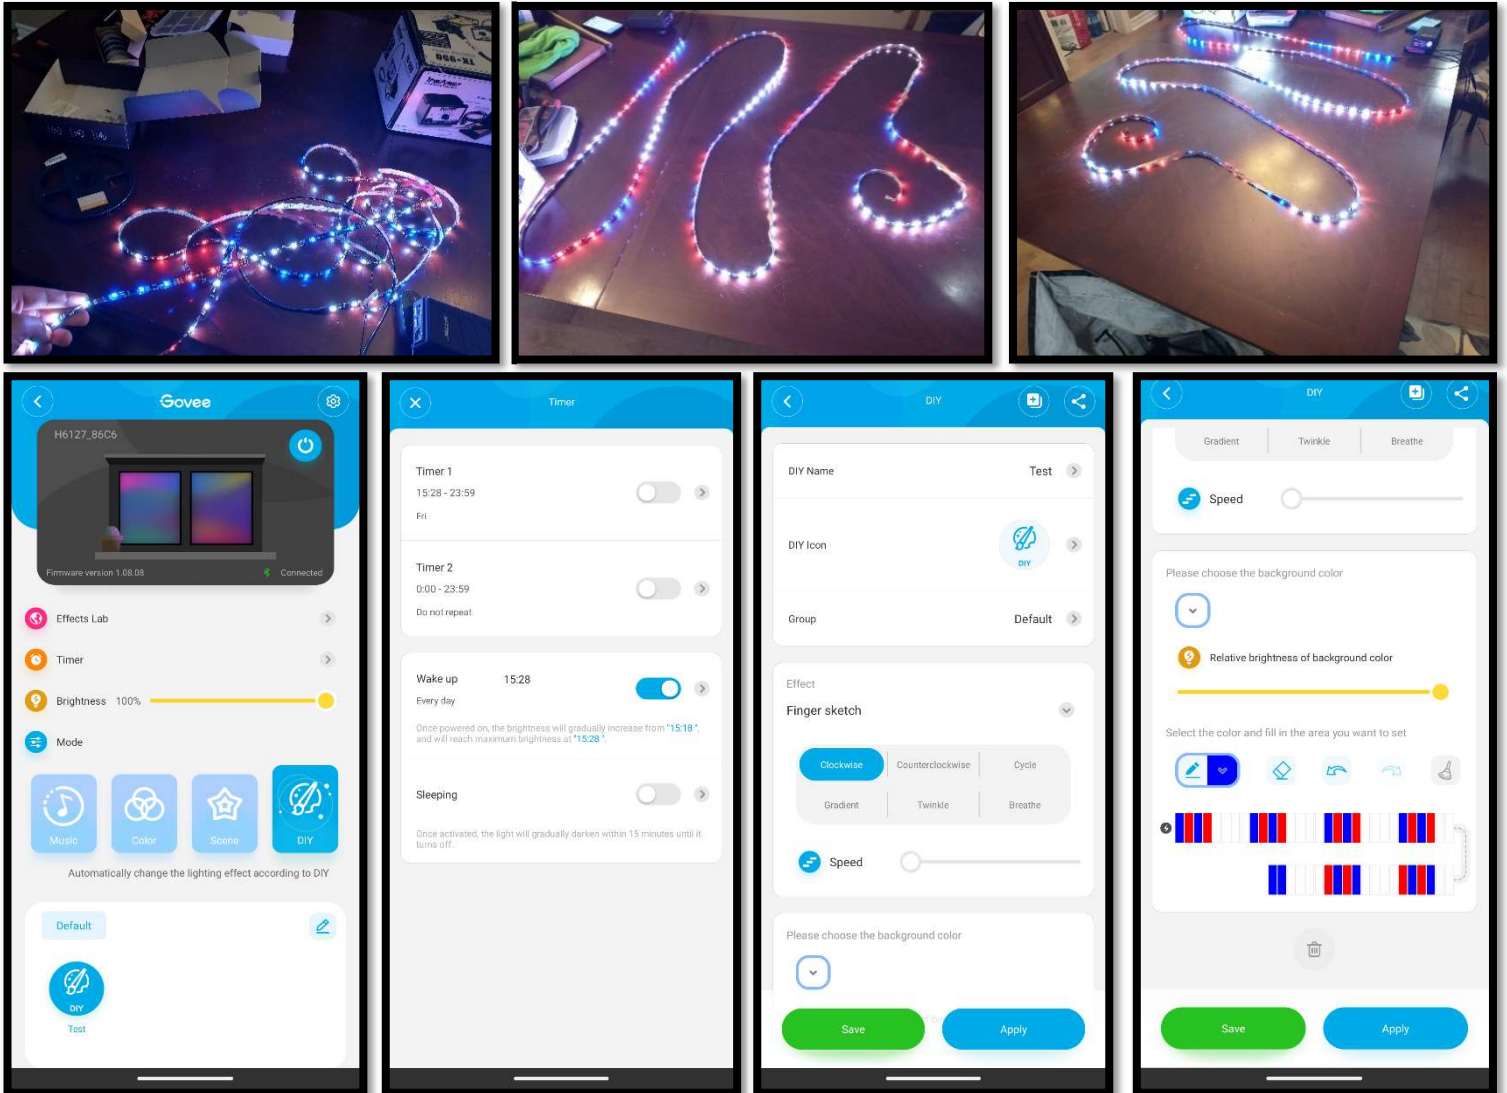 TK-950
Govee
H6127_86C6
Firmware version 1.08.08
Connected
Effects Lab
Timer
Brightness 100%
Mode
Music
Color
Scene
DIY
Automatically change the lighting effect according to DIY
Default
DIY
Test
Timer
Timer 1
15:28 - 23:59
Fri
Timer 2
0:00 - 23:59
Do not repeat
Wake up 15:28
Every day
Once powered on, the brightness will gradually increase from "15:18 ",
and will reach maximum brightness at "15:28 ".
Sleeping
Once activated, the light will gradually darken within 15 minutes until it
turns off.
DIY
DIY Name Test
DIY Icon
DIY
Group Default
Effect
Finger sketch
Clockwise Counterclockwise Cycle
Gradient Twinkle Breathe
Speed
Please choose the background color
Save Apply
DIY
Gradient Twinkle Breathe
Speed
Please choose the background color
Relative brightness of background color
Select the color and fill in the area you want to set
Save Apply